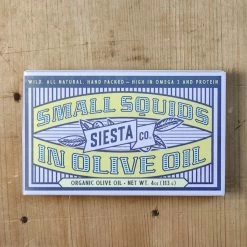 WILD, ALL NATURAL, HAND PACKED – HIGH IN OMEGA 3 AND PROTEIN
SMALL SQUIDS
SIESTA CO.
IN OLIVE OIL
ORGANIC OLIVE OIL • NET WT. 4oz (113 G)